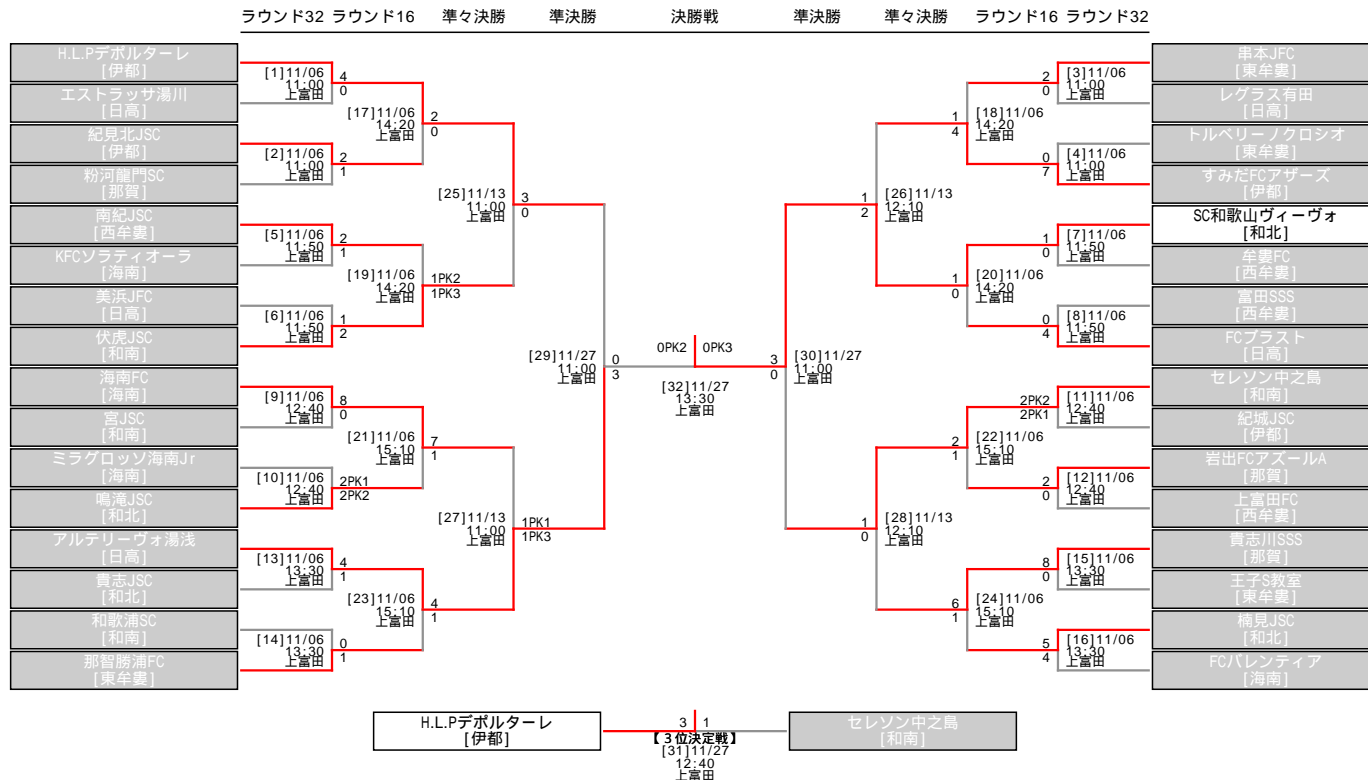 ラウンド32 ラウンド16 準々決勝 準決勝 決勝戦 準決勝 準々決勝 ラウンド16 ラウンド32
H.L.Pデポルターレ
[伊都]
エストラッサ湯川
[日高]
紀見北JSC
[伊都]
粉河龍門SC
[那賀]
南紀JSC
[西牟婁]
KFCソラティオーラ
[海南]
美浜JFC
[日高]
伏虎JSC
[和南]
海南FC
[海南]
宮JSC
[和南]
ミラグロッソ海南Jr
[海南]
鳴滝JSC
[和北]
アルテリーヴォ湯浅
[日高]
貴志JSC
[和北]
和歌浦SC
[和南]
那智勝浦FC
[東牟婁]
[1]11/06
11:00
上富田
4
0
[2]11/06
11:00
上富田
2
1
[5]11/06
11:50
上富田
2
1
[6]11/06
11:50
上富田
1
2
[9]11/06
12:40
上富田
8
0
[10]11/06
12:40
上富田
2PK1
2PK2
[13]11/06
13:30
上富田
4
1
[14]11/06
13:30
上富田
0
1
[17]11/06
14:20
上富田
2
0
[19]11/06
14:20
上富田
1PK2
1PK3
[21]11/06
15:10
上富田
7
1
[23]11/06
15:10
上富田
4
1
[25]11/13
11:00
上富田
3
0
[27]11/13
11:00
上富田
1PK1
1PK3
[29]11/27
11:00
上富田
0
3
0PK2 0PK3
[32]11/27
13:30
上富田
3
0
[30]11/27
11:00
上富田
1
2
[26]11/13
12:10
上富田
1
0
[28]11/13
12:10
上富田
1
4
[18]11/06
14:20
上富田
1
0
[20]11/06
14:20
上富田
2
1
[22]11/06
15:10
上富田
6
1
[24]11/06
15:10
上富田
2
0
[3]11/06
11:00
上富田
0
7
[4]11/06
11:00
上富田
1
0
[7]11/06
11:50
上富田
0
4
[8]11/06
11:50
上富田
2PK2
2PK1
[11]11/06
12:40
上富田
2
0
[12]11/06
12:40
上富田
8
0
[15]11/06
13:30
上富田
5
4
[16]11/06
13:30
上富田
串本JFC
[東牟婁]
レグラス有田
[日高]
トルベリーノクロシオ
[東牟婁]
すみだFCアザーズ
[伊都]
SC和歌山ヴィーヴォ
[和北]
牟婁FC
[西牟婁]
富田SSS
[西牟婁]
FCブラスト
[日高]
セレソン中之島
[和南]
紀城JSC
[伊都]
岩出FCアズールA
[那賀]
上富田FC
[西牟婁]
貴志川SSS
[那賀]
王子S教室
[東牟婁]
楠見JSC
[和北]
FCバレンティア
[海南]
H.L.Pデポルターレ
[伊都]
3 1
【３位決定戦】
[31]11/27
12:40
上富田
セレソン中之島
[和南]